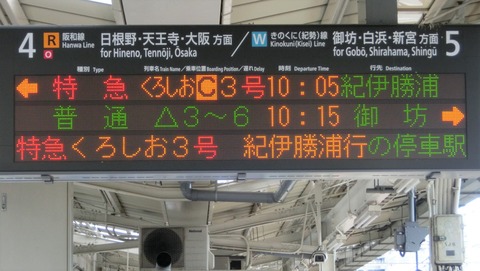 4 R 阪和線 日根野・天王寺・大阪 方面 / W きのくに(紀勢)線 御坊・白浜・新宮 方面 5
Hanwa Line for Hineno, Tennōji, Osaka Kinokuni(Kisei) Line for Gobō, Shirahama, Shingū
種別 Type 列車名 Train Name / 乗車位置 Boarding Position / 遅れ Delay 時刻 Departure Time 行先 Destination
← 特急 くろしお C 3号 10:05 紀伊勝浦
普通 △3～6 10:15 御坊 →
特急くろしお3号 紀伊勝浦行の停車駅